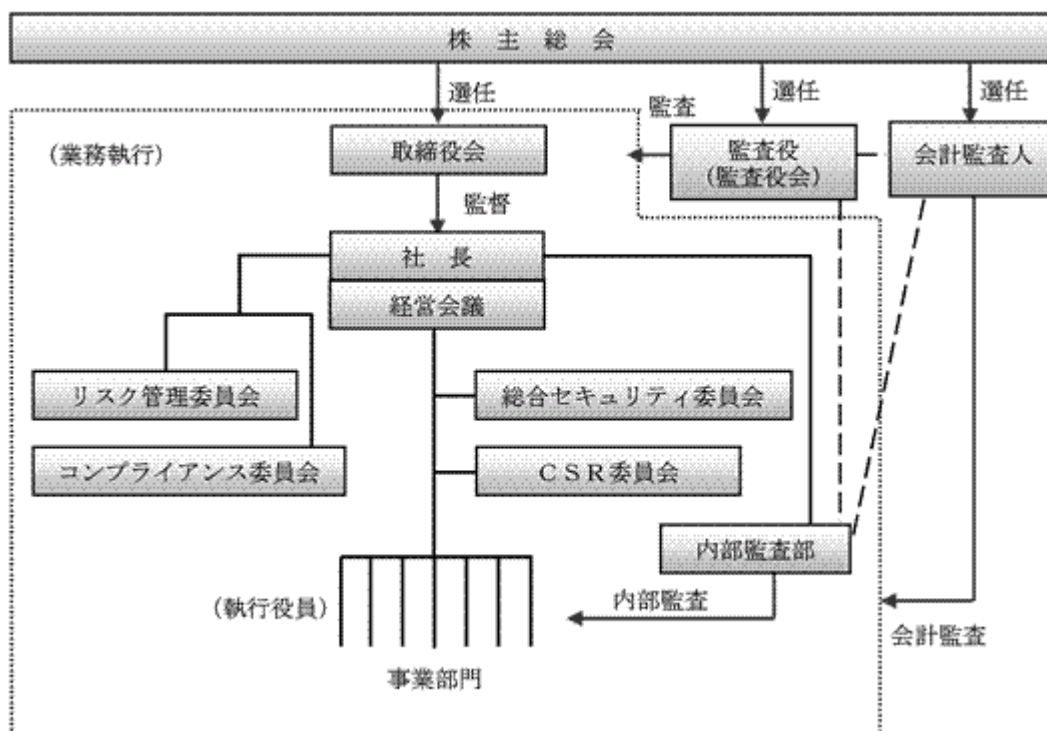 株主総会
選任
選任
選任
監査
(業務執行)
取締役会
監査役
(監査役会)
会計監査人
監督
社長
経営会議
リスク管理委員会
総合セキュリティ委員会
コンプライアンス委員会
CSR委員会
内部監査部
(執行役員)
内部監査
会計監査
事業部門